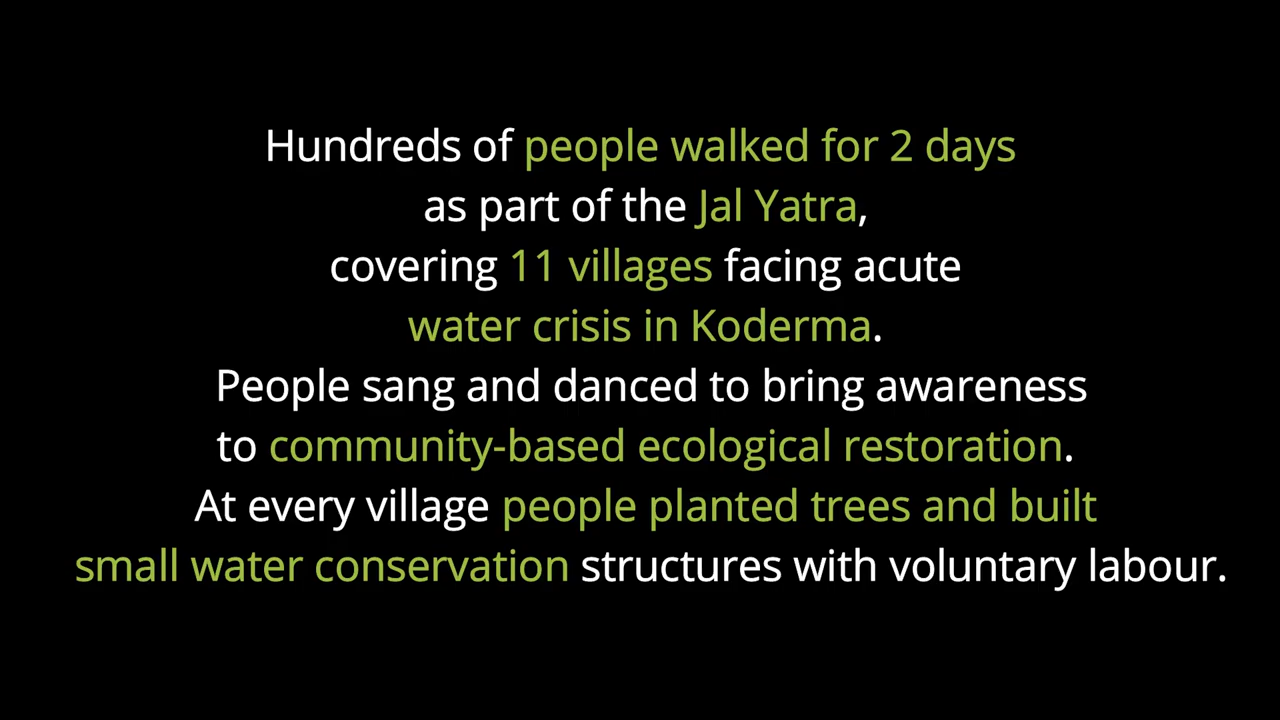 Hundreds of people walked for 2 days
as part of the Jal Yatra,
covering 11 villages facing acute
water crisis in Koderma.
People sang and danced to bring awareness
to community-based ecological restoration.
At every village people planted trees and built
small water conservation structures with voluntary labour.